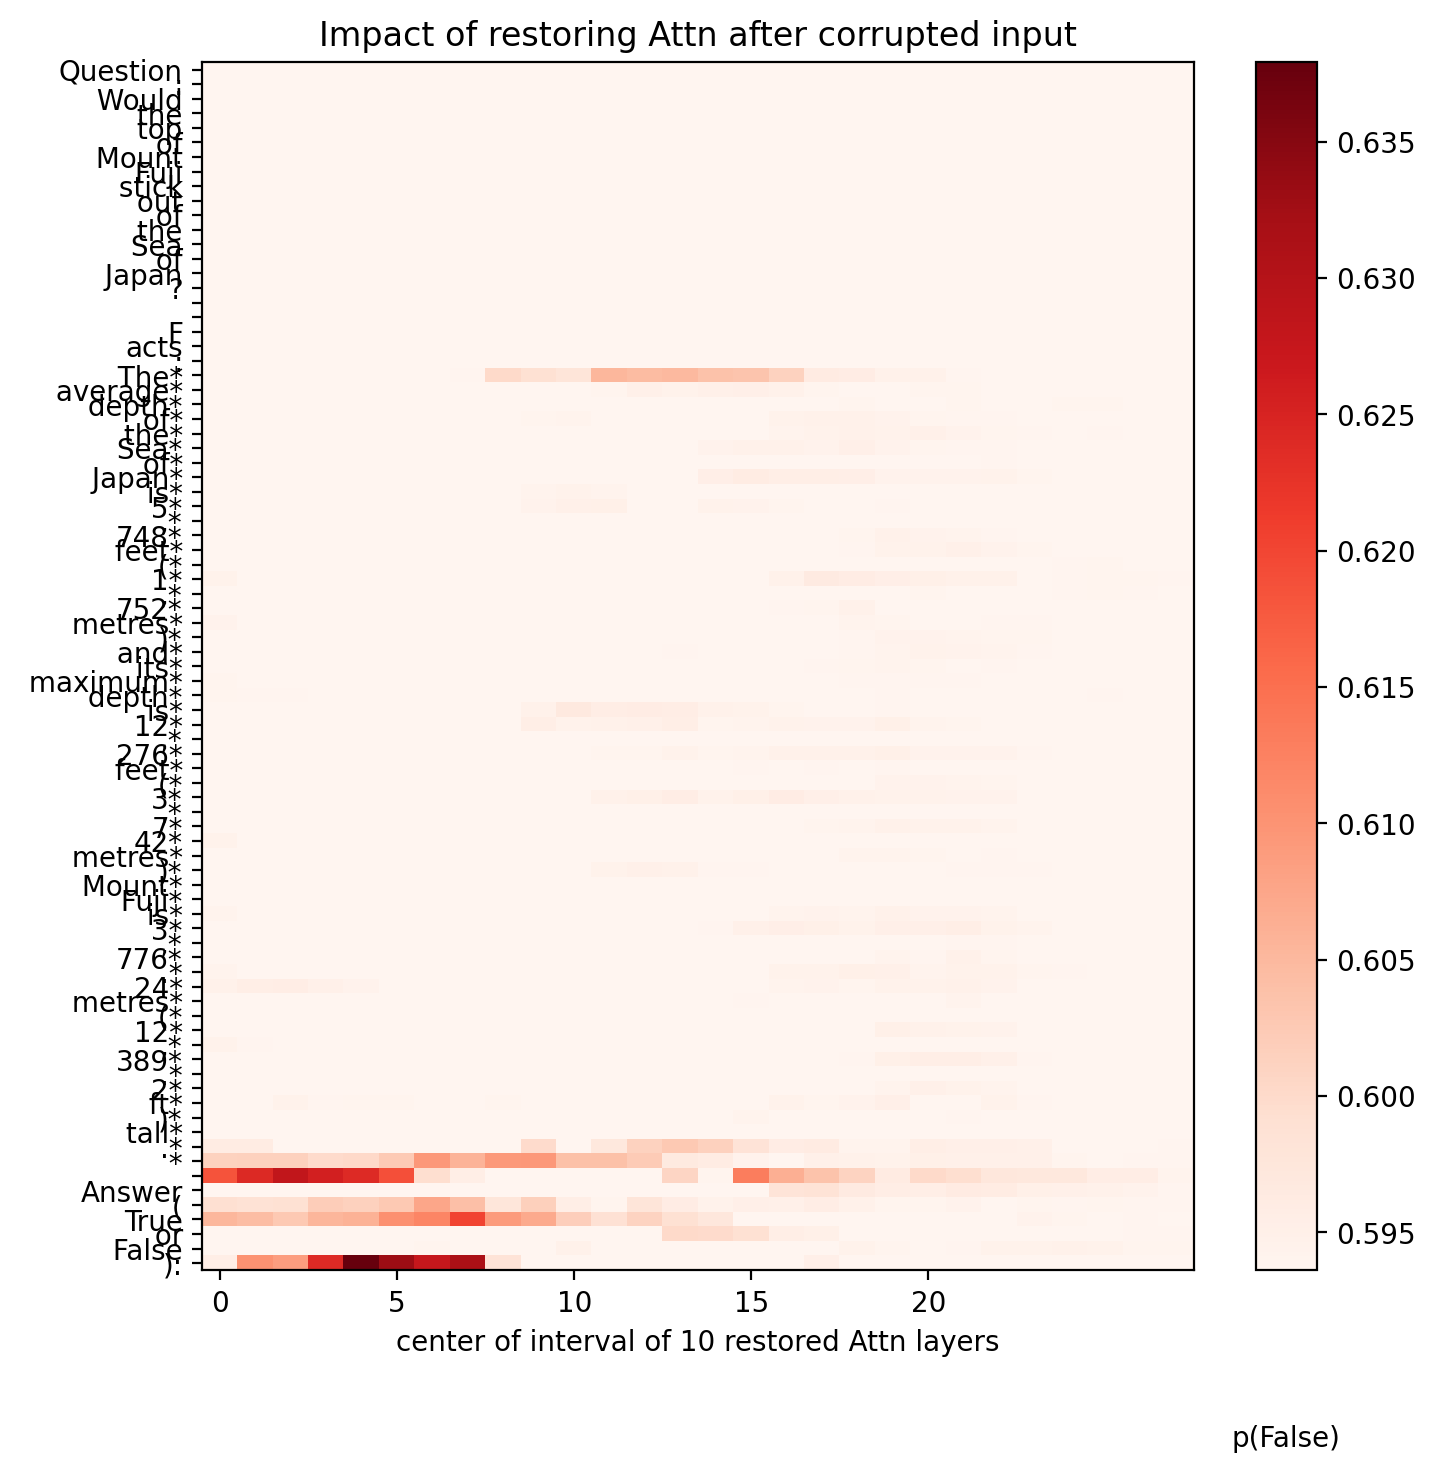 Impact of restoring Attn after corrupted input
Question
:
Would
the
top
of
Mount
Fuji
stick
out
of
the
Sea
of
Japan
?
F
acts
:
The*
average*
depth*
of*
the*
Sea*
of*
Japan*
is*
5*
,*
748*
feet*
(*
1*
,*
752*
metres*
)*
and*
its*
maximum*
depth*
is*
12*
,*
276*
feet*
(*
3*
,*
7*
42*
metres*
)*
Mount*
Fuji*
is*
3*
,*
776*
.*
24*
metres*
(*
12*
,*
389*
.*
2*
ft*
)*
tall*
.*
*
Answer
(
True
or
False
):
0 5 10 15 20
center of interval of 10 restored Attn layers
0.635
0.630
0.625
0.620
0.615
0.610
0.605
0.600
0.595
p(False)